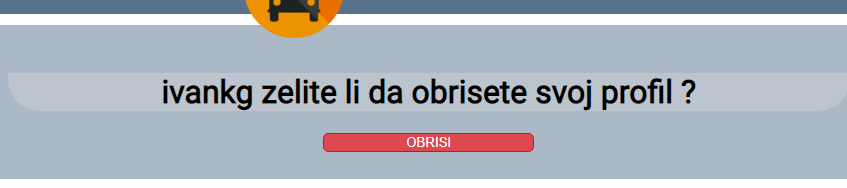 ivankg zelite li da obrisete svoj profil ?
OBRISI